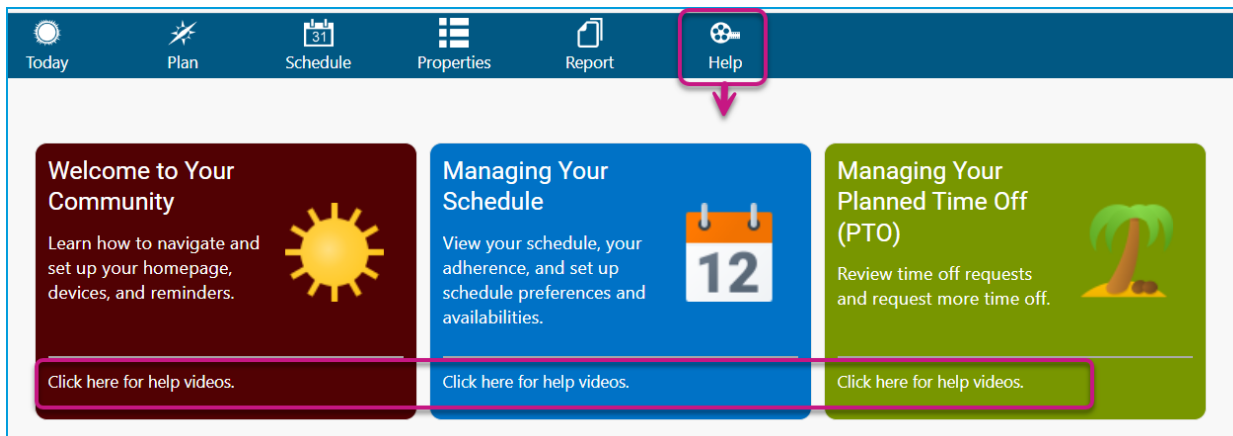 31
Today
Plan
Schedule
Properties
Report
Help
Welcome to Your
Community
Learn how to navigate and
set up your homepage,
devices, and reminders.
Click here for help videos.
Managing Your
Schedule
View your schedule, your
adherence, and set up
schedule preferences and
availabilities.
12
Click here for help videos.
Managing Your
Planned Time Off
(PTO)
Review time off requests
and request more time off.
Click here for help videos.